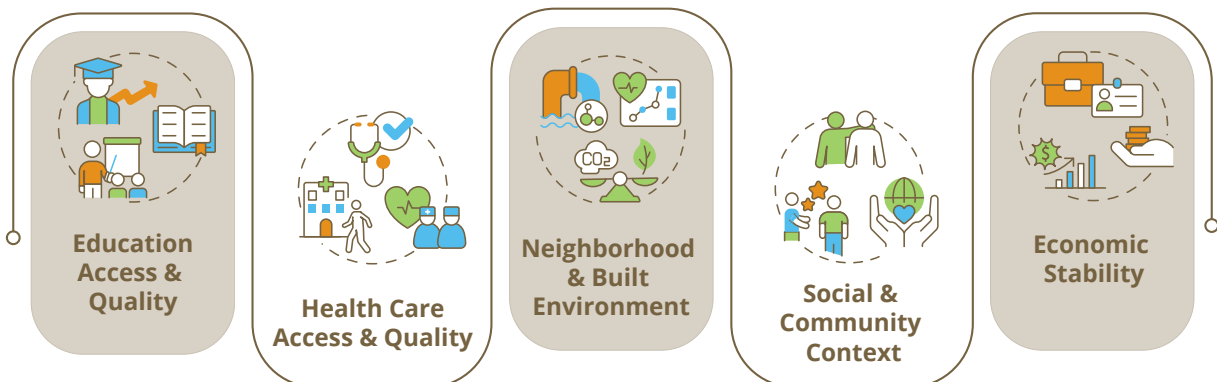 Education
Access &
Quality
Health Care
Access & Quality
CO₂
Neighborhood
& Built
Environment
Social &
Community
Context
$
Economic
Stability